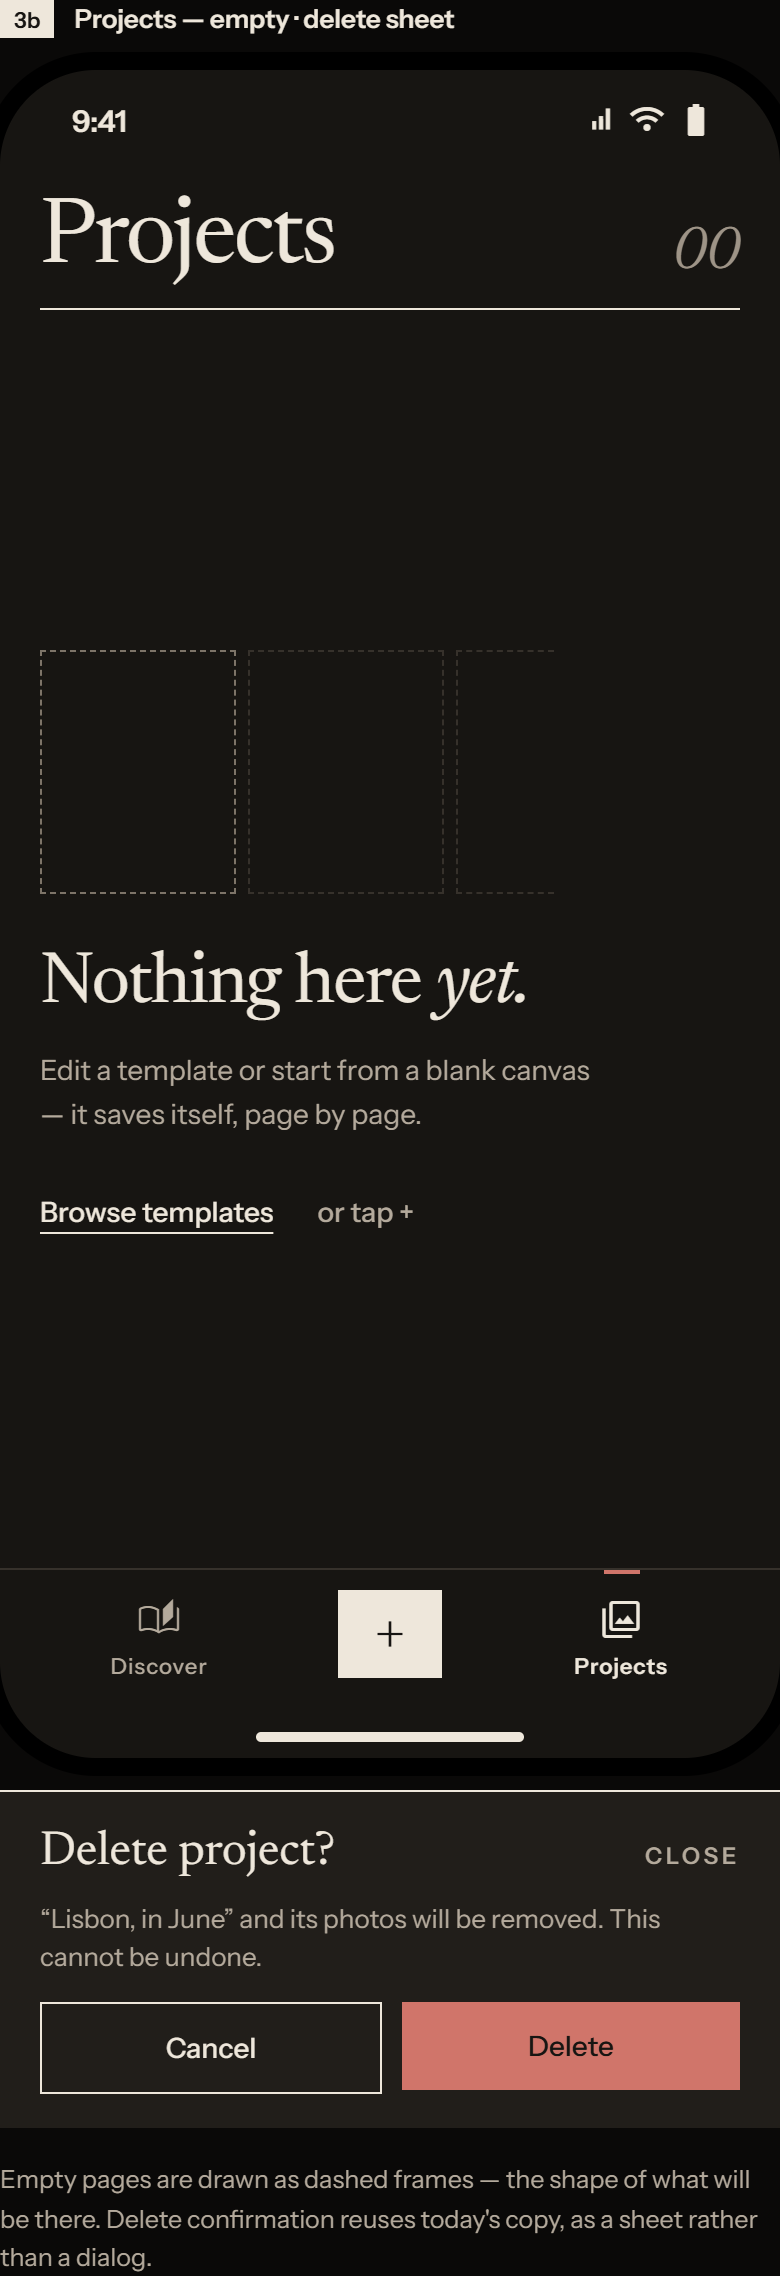 3b Projects — empty · delete sheet
9:41
Projects 00
Nothing here yet.
Edit a template or start from a blank canvas
— it saves itself, page by page.
Browse templates or tap +
Discover + Projects
Delete project? CLOSE
“Lisbon, in June” and its photos will be removed. This
cannot be undone.
Cancel Delete
Empty pages are drawn as dashed frames — the shape of what will
be there. Delete confirmation reuses today's copy, as a sheet rather
than a dialog.